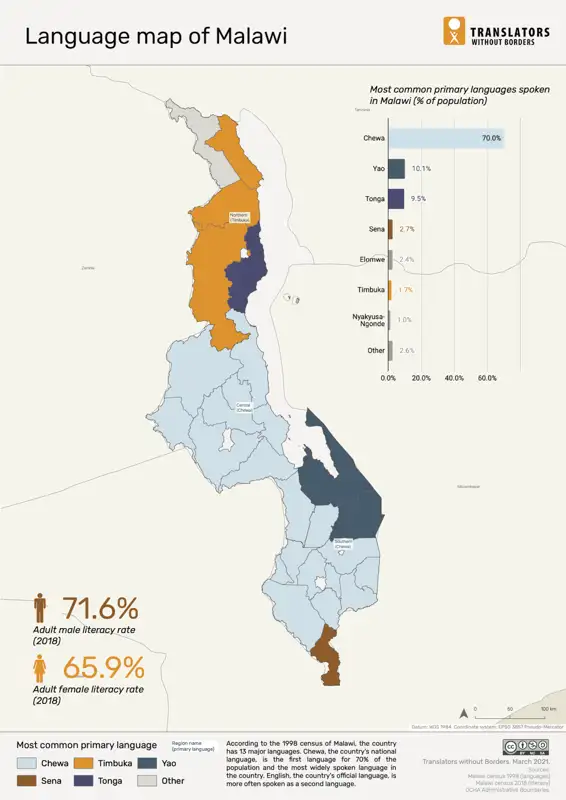 Language map of Malawi
TRANSLATORS
WITHOUT BORDERS
Most common primary languages spoken
in Malawi (% of population)
Tanzania
Chewa
70.0%
Yao
10.1%
Tonga
9.5%
Sena
2.7%
Elomwe
2.4%
Timbuka
1.7%
Nyakyusa-
Ngonde
1.0%
Other
2.6%
0.0% 20.0% 40.0% 60.0%
Northern
(Timbuka)
Zambia
Central
(Chewa)
Mozambique
Southern
(Chewa)
71.6%
Adult male literacy rate
(2018)
65.9%
Adult female literacy rate
(2018)
0 50 100 km
Datum: WGS 1984. Coordinate system: EPSG 3857 Pseudo-Mercator
Most common primary language
Region name
(primary language)
Chewa
Timbuka
Yao
Sena
Tonga
Other
According to the 1998 census of Malawi, the country
has 13 major languages. Chewa, the country's national
language, is the first language for 70% of the
population and the most widely spoken language in
the country. English, the country's official language, is
more often spoken as a second language.
Translators without Borders. March 2021.
Sources:
Malawi census 1998 (languages)
Malawi census 2018 (literacy)
OCHA Administrative Boundaries.